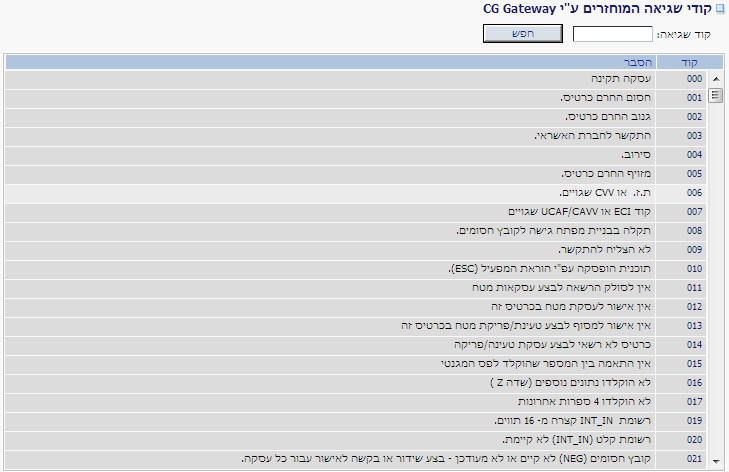 קודי שגיאה המוחזרים ע"י CG Gateway
קוד שגיאה: חפש
קוד הסבר
000 עסקה תקינה
001 חסום החרם כרטיס.
002 גנוב החרם כרטיס.
003 התקשר לחברת האשראי.
004 סירוב.
005 מזויף החרם כרטיס.
006 ת.ז. או CVV שגויים.
007 קוד ECI או UCAF/CAVV שגויים
008 תקלה בבניית מפתח גישה לקובץ חסומים.
009 לא הצליח להתקשר.
010 תוכנית הופסקה עפ"י הוראת המפעיל (ESC).
011 אין לסולק הרשאה לבצע עסקאות מטח
012 אין אישור לעסקת מטח בכרטיס זה
013 אין אישור למסוף לבצע טעינת/פריקת מטח בכרטיס זה
014 כרטיס לא רשאי לבצע עסקת טעינה/פריקה
015 אין התאמה בין המספר שהוקלד לפס המגנטי
016 לא הוקלדו נתונים נוספים (שדה Z )
017 לא הוקלדו 4 ספרות אחרונות
019 רשומת INT_IN קצרה מ- 16 תווים.
020 רשומת קלט (INT_IN) לא קיימת.
021 קובץ חסומים (NEG) לא קיים או לא מעודכן - בצע שידור או בקשה לאישור עבור כל עסקה.